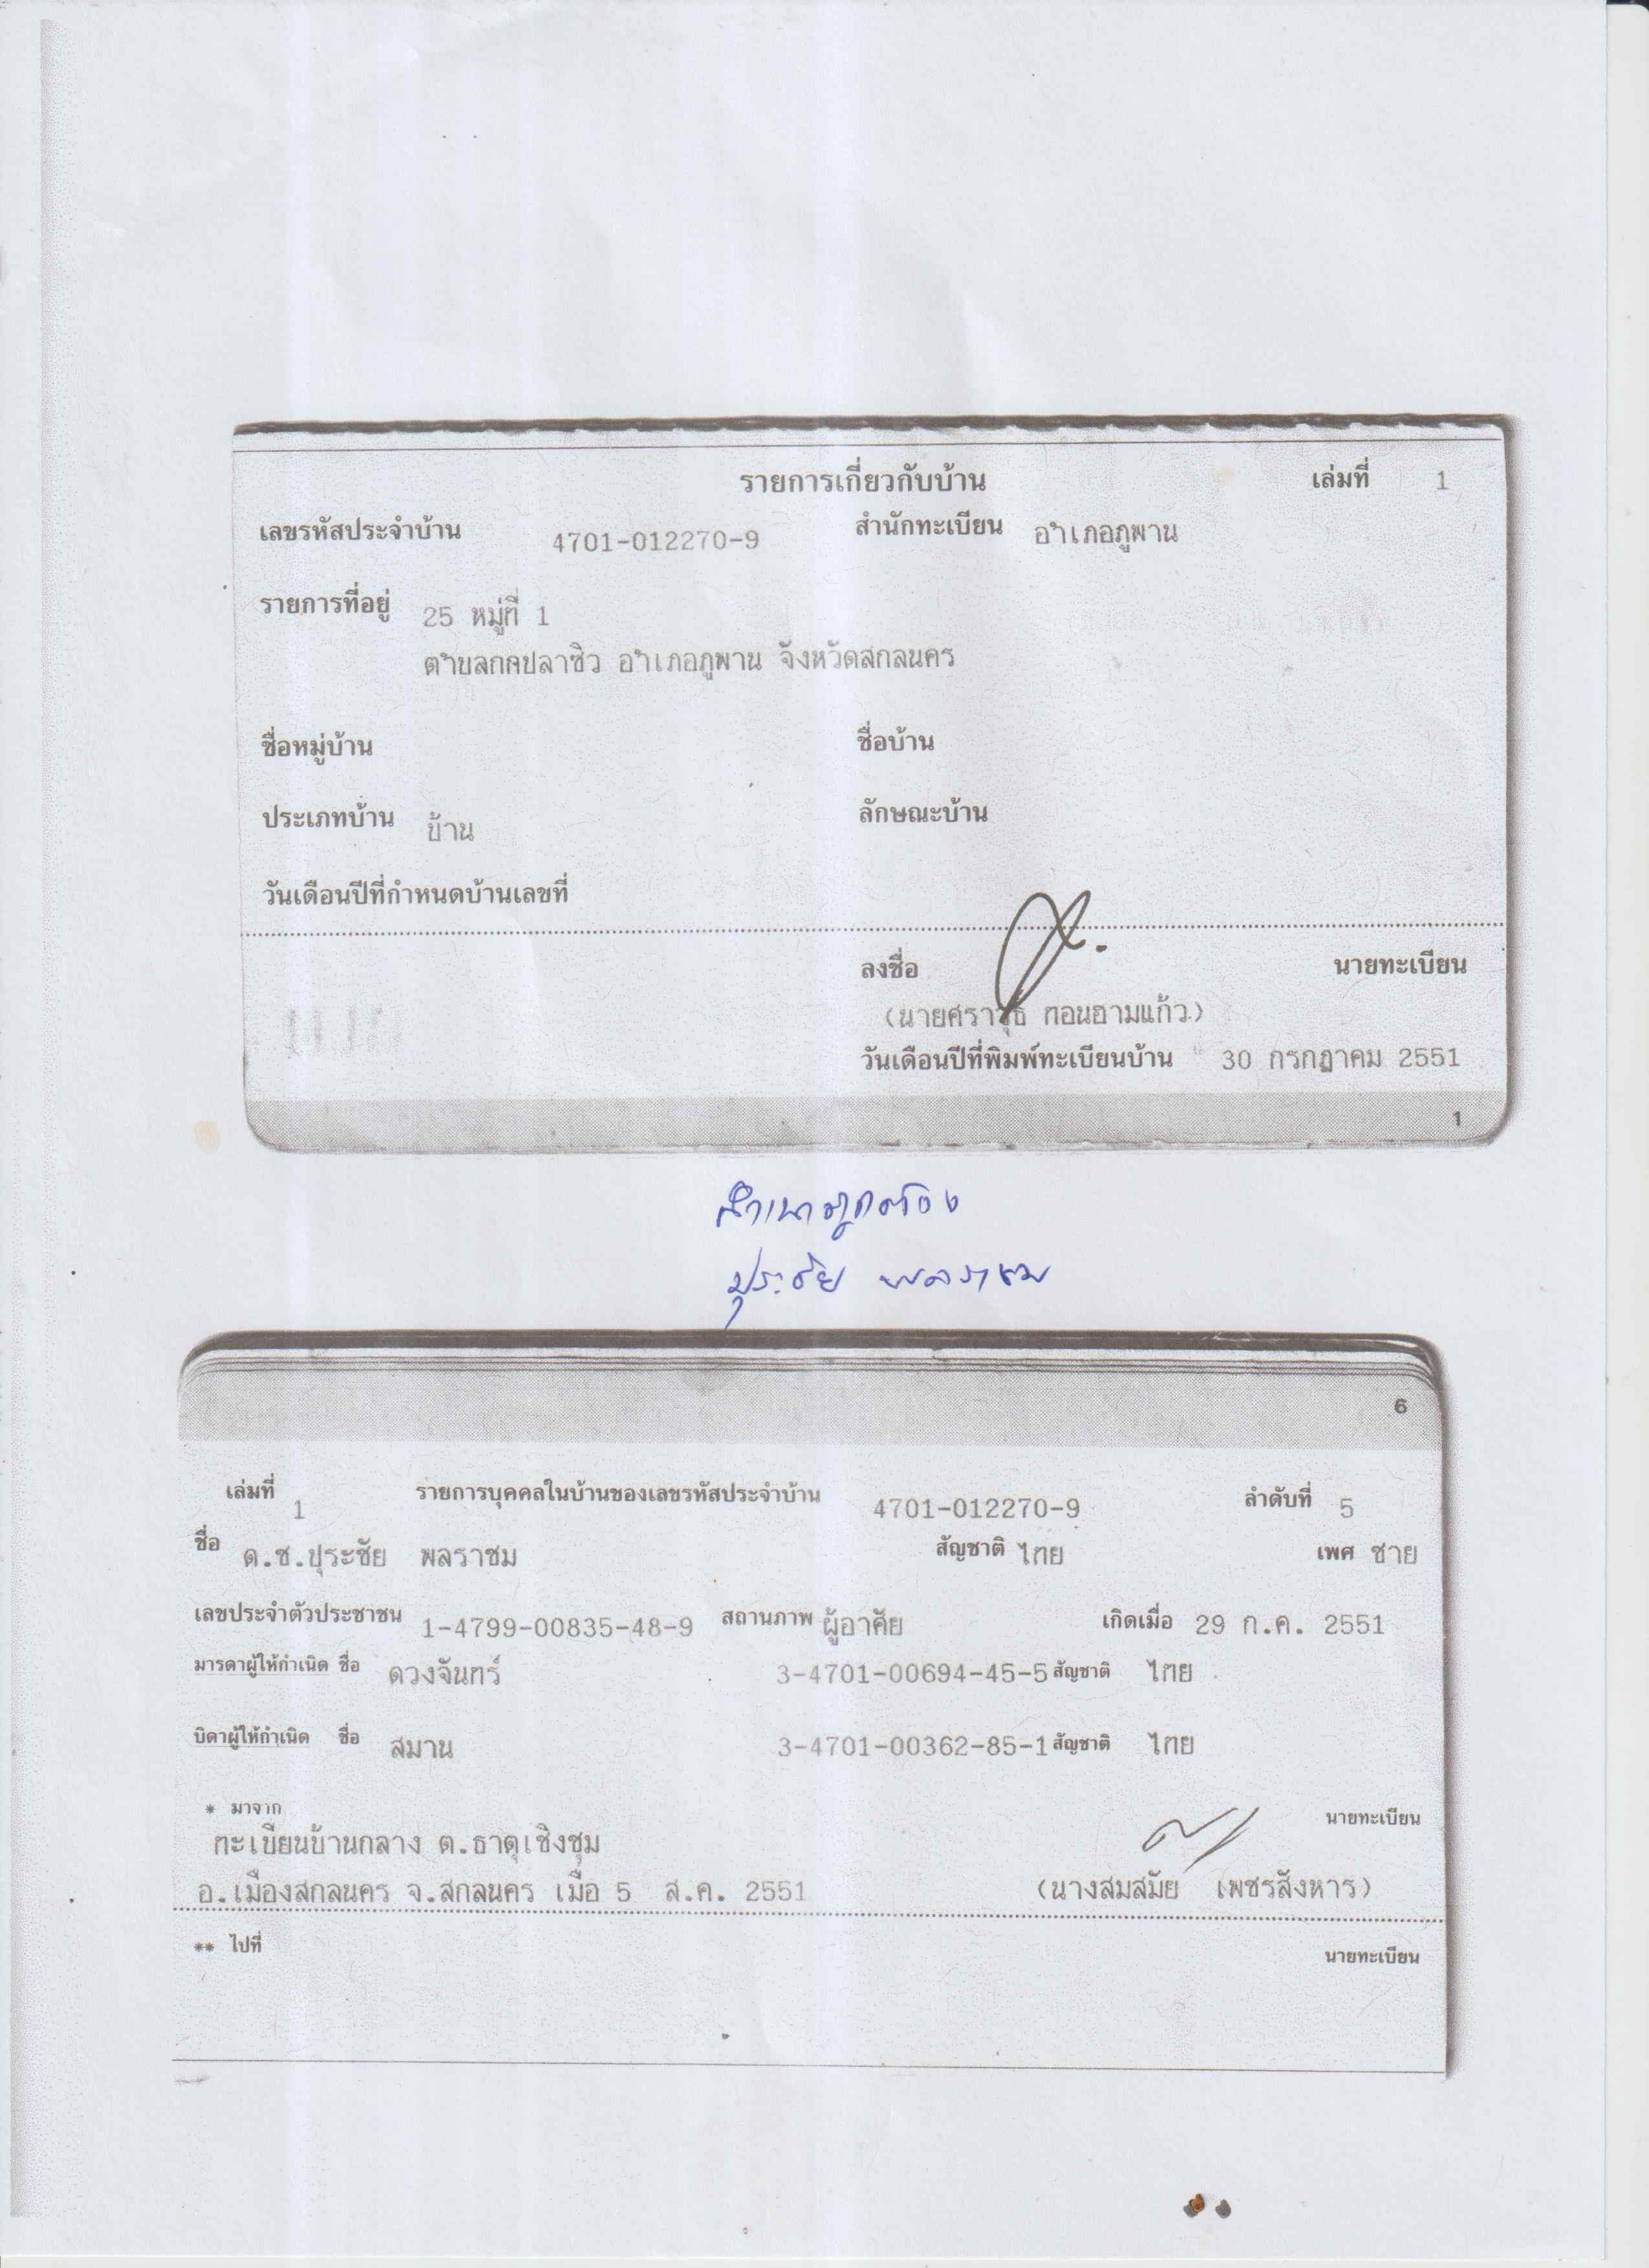 รายการเกี่ยวกับบ้าน เล่มที่ 1
เลขรหัสประจำบ้าน 4701-012270-9 สำนักทะเบียน อำเภอภูพาน
รายการที่อยู่ 25 หมู่ที่ 1
ตำบลกกปลาซิว อำเภอภูพาน จังหวัดสกลนคร
ชื่อหมู่บ้าน ชื่อบ้าน
ประเภทบ้าน บ้าน ลักษณะบ้าน
วันเดือนปีที่กำหนดบ้านเลขที่
ลงชื่อ นายทะเบียน
(นายศราวุธ ทอนฮามแก้ว)
วันเดือนปีที่พิมพ์ทะเบียนบ้าน 30 กรกฎาคม 2551
1
สำเนาถูกต้อง
ปุระชัย พลราชม
6
เล่มที่ 1 รายการบุคคลในบ้านของเลขรหัสประจำบ้าน 4701-012270-9 ลำดับที่ 5
ชื่อ ด.ช.ปุระชัย พลราชม สัญชาติ ไทย เพศ ชาย
เลขประจำตัวประชาชน 1-4799-00835-48-9 สถานภาพ ผู้อาศัย เกิดเมื่อ 29 ก.ค. 2551
มารดาผู้ให้กำเนิด ชื่อ ดวงจันทร์ 3-4701-00694-45-5 สัญชาติ ไทย
บิดาผู้ให้กำเนิด ชื่อ สมาน 3-4701-00362-85-1 สัญชาติ ไทย
* มาจาก นายทะเบียน
ทะเบียนบ้านกลาง ต.ธาตุเชิงชุม
อ.เมืองสกลนคร จ.สกลนคร เมื่อ 5 ส.ค. 2551 (นางสมสมัย เพชรสังหาร)
** ไปที่ นายทะเบียน